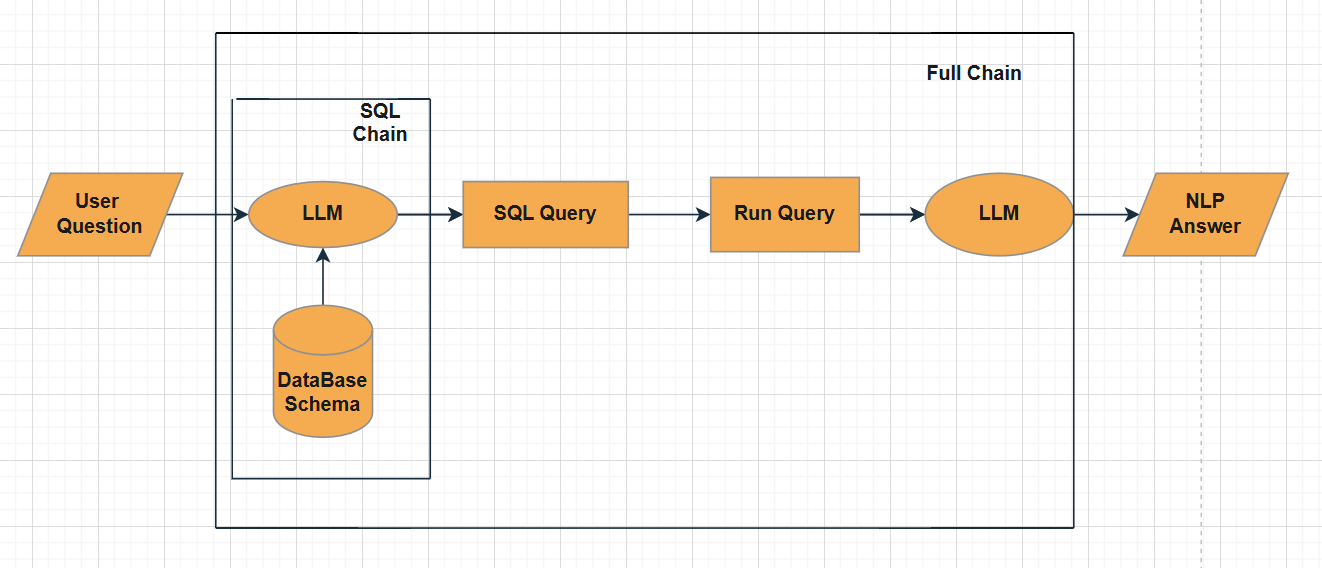 Full Chain
SQL
Chain
User
Question
LLM
SQL Query
Run Query
LLM
NLP
Answer
DataBase
Schema